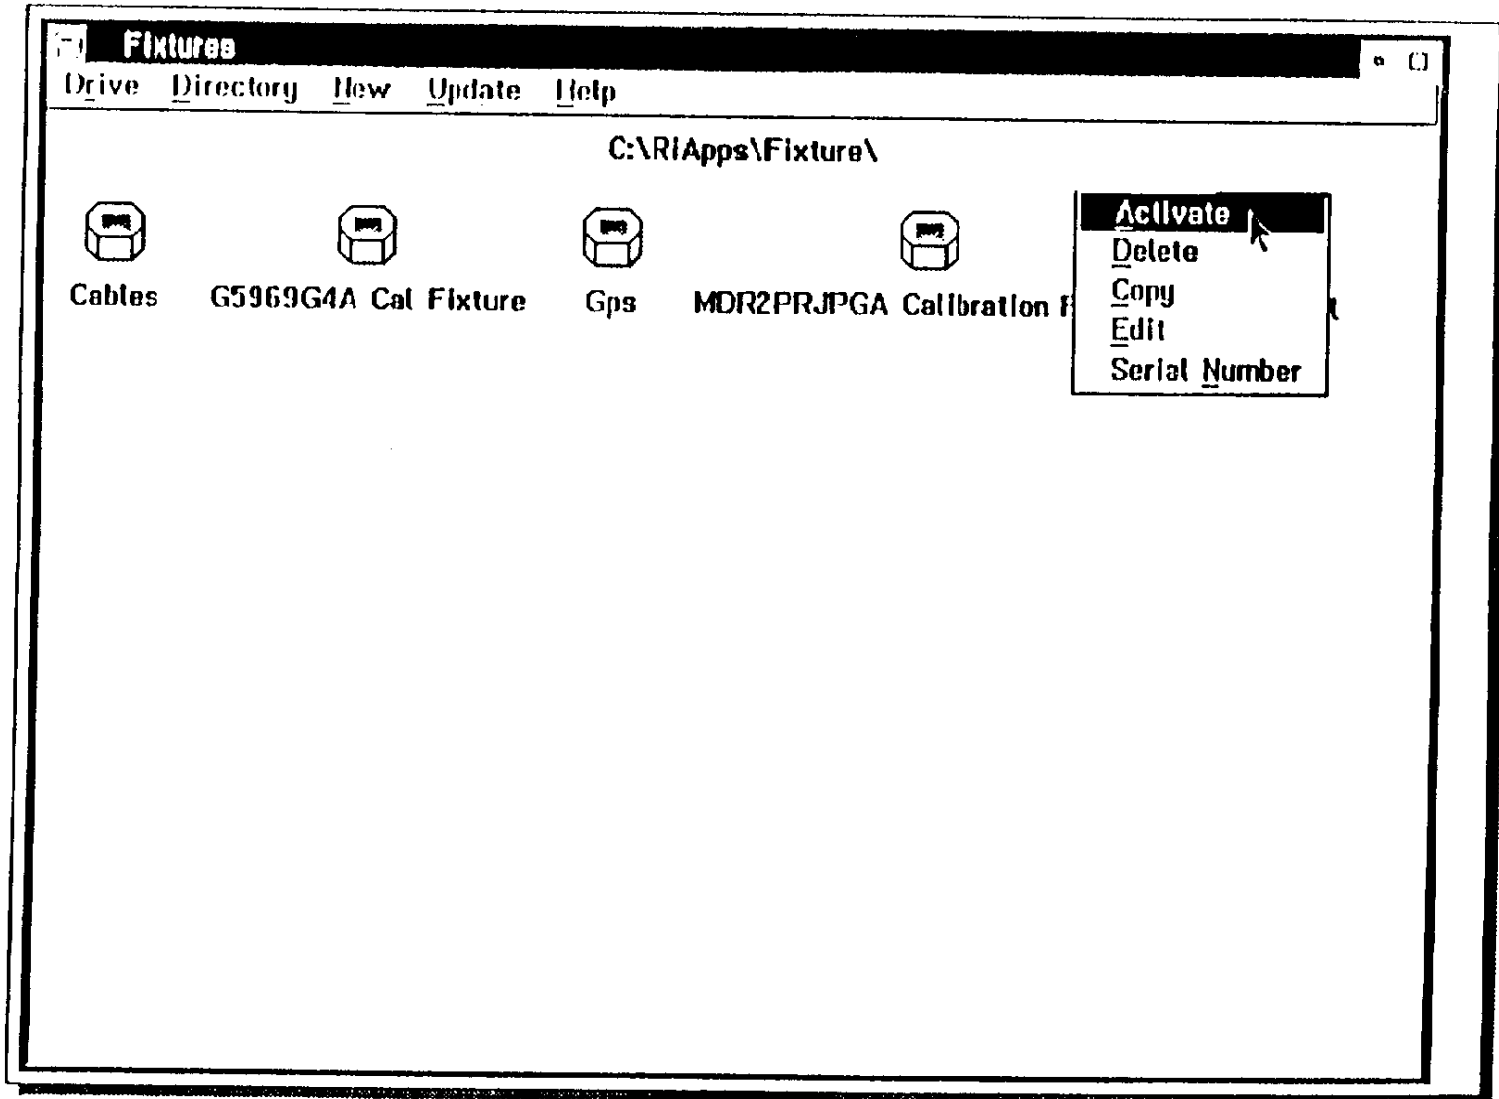 Fixtures
Drive Directory New Update Help
C:\RIApps\Fixture\
Activate
Delete
Copy
Edit
Serial Number
Cables G5969G4A Cal Fixture Gps MDR2PRJPGA Calibration